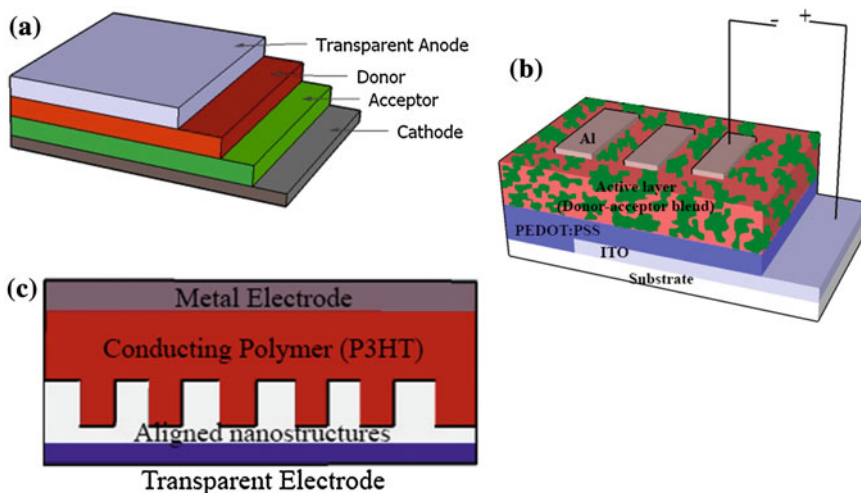 (a)
Transparent Anode
Donor
Acceptor
Cathode
(b)
- +
Al
Active layer
(Donor-acceptor blend)
PEDOT:PSS
ITO
Substrate
(c)
Metal Electrode
Conducting Polymer (P3HT)
Aligned nanostructures
Transparent Electrode